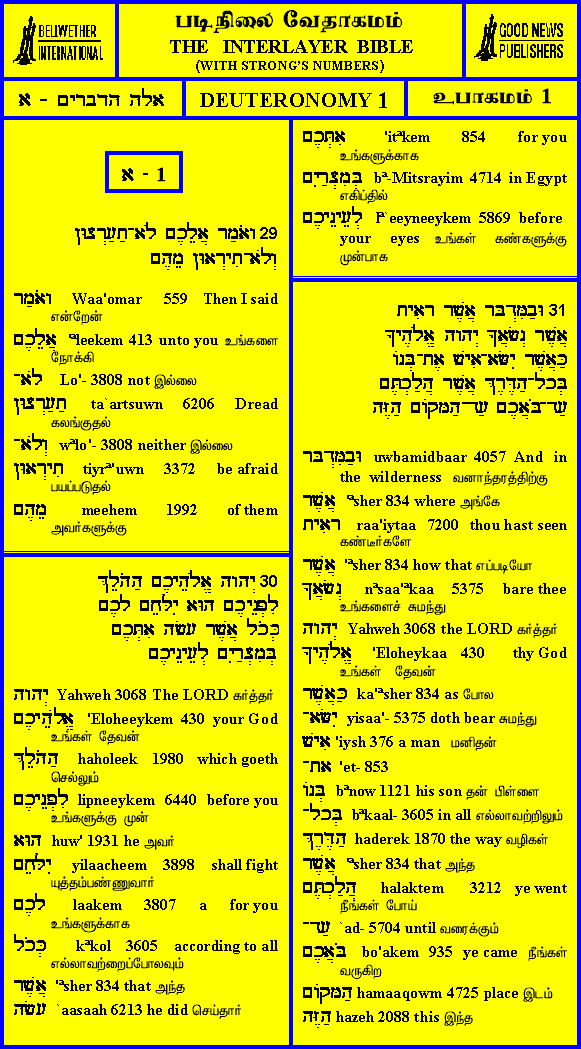 BELLWETHER
INTERNATIONAL
படிநிலை வேதாகமம்
THE INTERLAYER BIBLE
(WITH STRONG'S NUMBERS)
GOOD NEWS
PUBLISHERS
אלה הדברים - א
DEUTERONOMY 1
உபாகமம் 1
א - 1
29 וָאֹמַר אֲלֵכֶם לֹא־תַעַרְצוּן
וְלֹא־תִירְאוּן מֵהֶם
וָאֹמַר Waa'omar 559 Then I said
என்றேன்
אֲלֵכֶם ªleekem 413 unto you உங்களை
நோக்கி
לֹא־ Lo'- 3808 not இல்லை
תַעַרְצוּן ta`artsuwn 6206 Dread
கலங்குதல்
וְלֹא־ wªlo'- 3808 neither இல்லை
תִירְאוּן tiyrª'uwn 3372 be afraid
பயப்படுதல்
מֵהֶם meehem 1992 of them
அவர்களுக்கு
30 יְהוָה אֱלֹהֵיכֶם הַהֹלֵךְ
לִפְנֵיכֶם הוּא יִלָּחֵם לָכֶם
כְּכֹל אֲשֶׁר עָשָׂה אִתְּכֶם
בְּמִצְרַיִם לְעֵינֵיכֶם
יְהוָה Yahweh 3068 The LORD கர்த்தர்
אֱלֹהֵיכֶם 'Eloheeykem 430 your God
உங்கள் தேவன்
הַהֹלֵךְ haholeek 1980 which goeth
செல்லும்
לִפְנֵיכֶם lipneeykem 6440 before you
உங்களுக்கு முன்
הוּא huw' 1931 he அவர்
יִלָּחֵם yilaacheem 3898 shall fight
யுத்தம்பண்ணுவார்
לָכֶם laakem 3807 a for you
உங்களுக்காக
כְּכֹל kªkol 3605 according to all
எல்லாவற்றைப்போலவும்
אֲשֶׁר 'ªsher 834 that அந்த
עָשָׂה `aasaah 6213 he did செய்தார்
אִתְּכֶם 'itªkem 854 for you
உங்களுக்காக
בְּמִצְרַיִם bª-Mitsrayim 4714 in Egypt
எகிப்தில்
לְעֵינֵיכֶם lª`eeyneeykem 5869 before
your eyes உங்கள் கண்களுக்கு
முன்பாக
31 וּבַמִּדְבָּר אֲשֶׁר רָאִיתָ
אֲשֶׁר נְשָׂאֲךָ יְהוָה אֱלֹהֶיךָ
כַּאֲשֶׁר יִשָּׂא־אִישׁ אֶת־בְּנוֹ
בְּכָל־הַדֶּרֶךְ אֲשֶׁר הֲלַכְתֶּם
עַד־בֹּאֲכֶם עַד־הַמָּקוֹם הַזֶּה
וּבַמִּדְבָּר uwbamidbaar 4057 And in
the wilderness வனாந்தரத்திற்கு
אֲשֶׁר ªsher 834 where அங்கே
רָאִיתָ raa'iytaa 7200 thou hast seen
கண்டீர்களே
אֲשֶׁר 'ªsher 834 how that எப்படியோ
נְשָׂאֲךָ nªsaa'ªkaa 5375 bare thee
உங்களைச் சுமந்து
יְהוָה Yahweh 3068 the LORD கர்த்தர்
אֱלֹהֶיךָ 'Eloheykaa 430 thy God
உங்கள் தேவன்
כַּאֲשֶׁר ka'ªsher 834 as போல
יִשָּׂא־ yisaa'- 5375 doth bear சுமந்து
אִישׁ 'iysh 376 a man மனிதன்
אֶת־ 'et- 853
בְּנוֹ bªnow 1121 his son தன் பிள்ளை
בְּכָל־ bªkaal- 3605 in all எல்லாவற்றிலும்
הַדֶּרֶךְ haderek 1870 the way வழிகள்
אֲשֶׁר ªsher 834 that அந்த
הֲלַכְתֶּם halaktem 3212 ye went
நீங்கள் போய்
עַד־ `ad- 5704 until வரைக்கும்
בֹּאֲכֶם bo'akem 935 ye came நீங்கள்
வருகிற
הַמָּקוֹם hamaaqowm 4725 place இடம்
הַזֶּה hazeh 2088 this இந்த